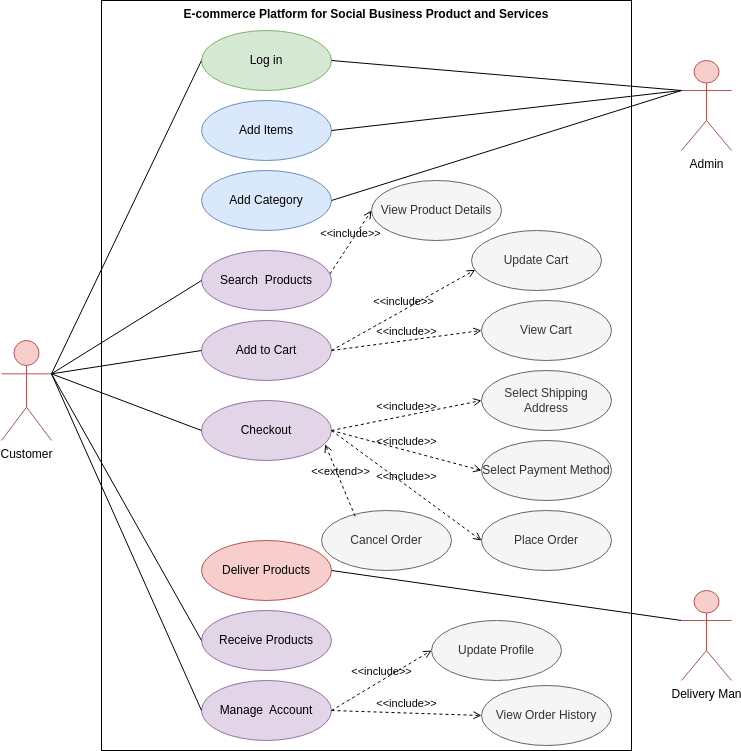 E-commerce Platform for Social Business Product and Services
Log in
Add Items
Add Category
Admin
View Product Details
<<include>>
Search  Products
Update Cart
<<include>>
View Cart
<<include>>
Add to Cart
Select Shipping
Address
<<include>>
Checkout
Customer
<<include>>
Select Payment Method
<<extend>>
<<include>>
Cancel Order
Place Order
Deliver Products
Receive Products
Update Profile
<<include>>
Delivery Man
Manage  Account
<<include>>
View Order History